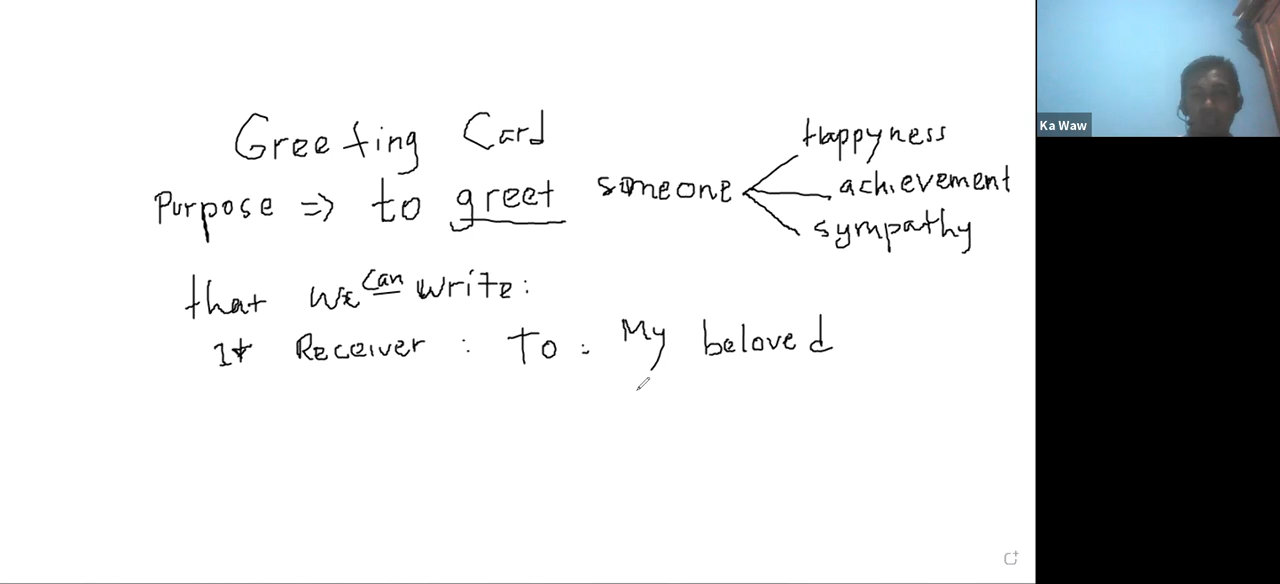 Greeting Card
Purpose => to greet someone
Happyness
achievement
sympathy
that we can write:
1st Receiver : To : My beloved
Ka Waw